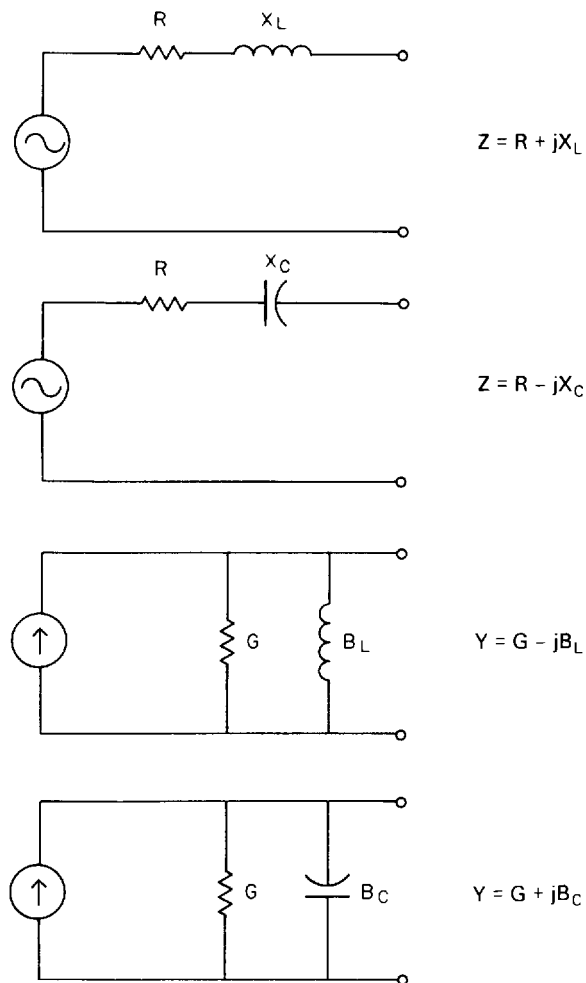 R X_L
Z = R + jX_L
R X_C
Z = R – jX_C
G B_L
Y = G – jB_L
G B_C
Y = G + jB_C